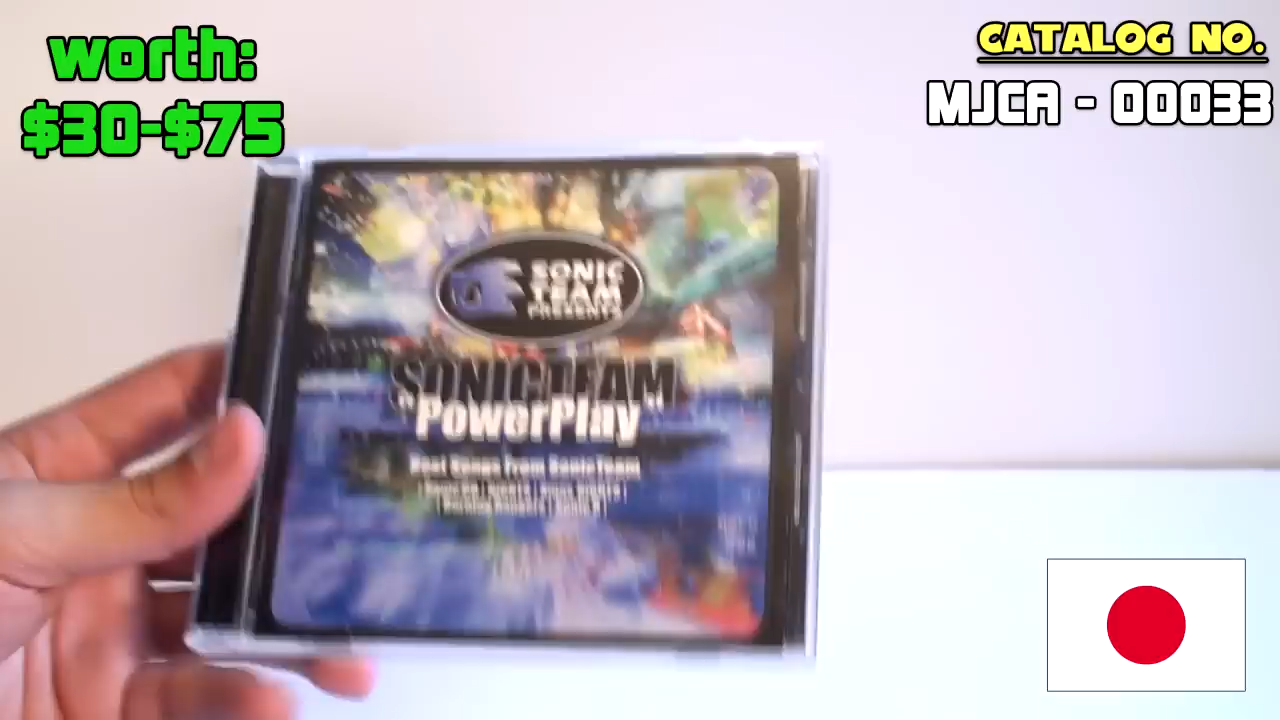 worth:
$30-$75
CATALOG NO.
MJCA - 00033
SONIC
TEAM
PRESENTS
SONICTEAM
"PowerPlay"
Best Songs From SonicTeam